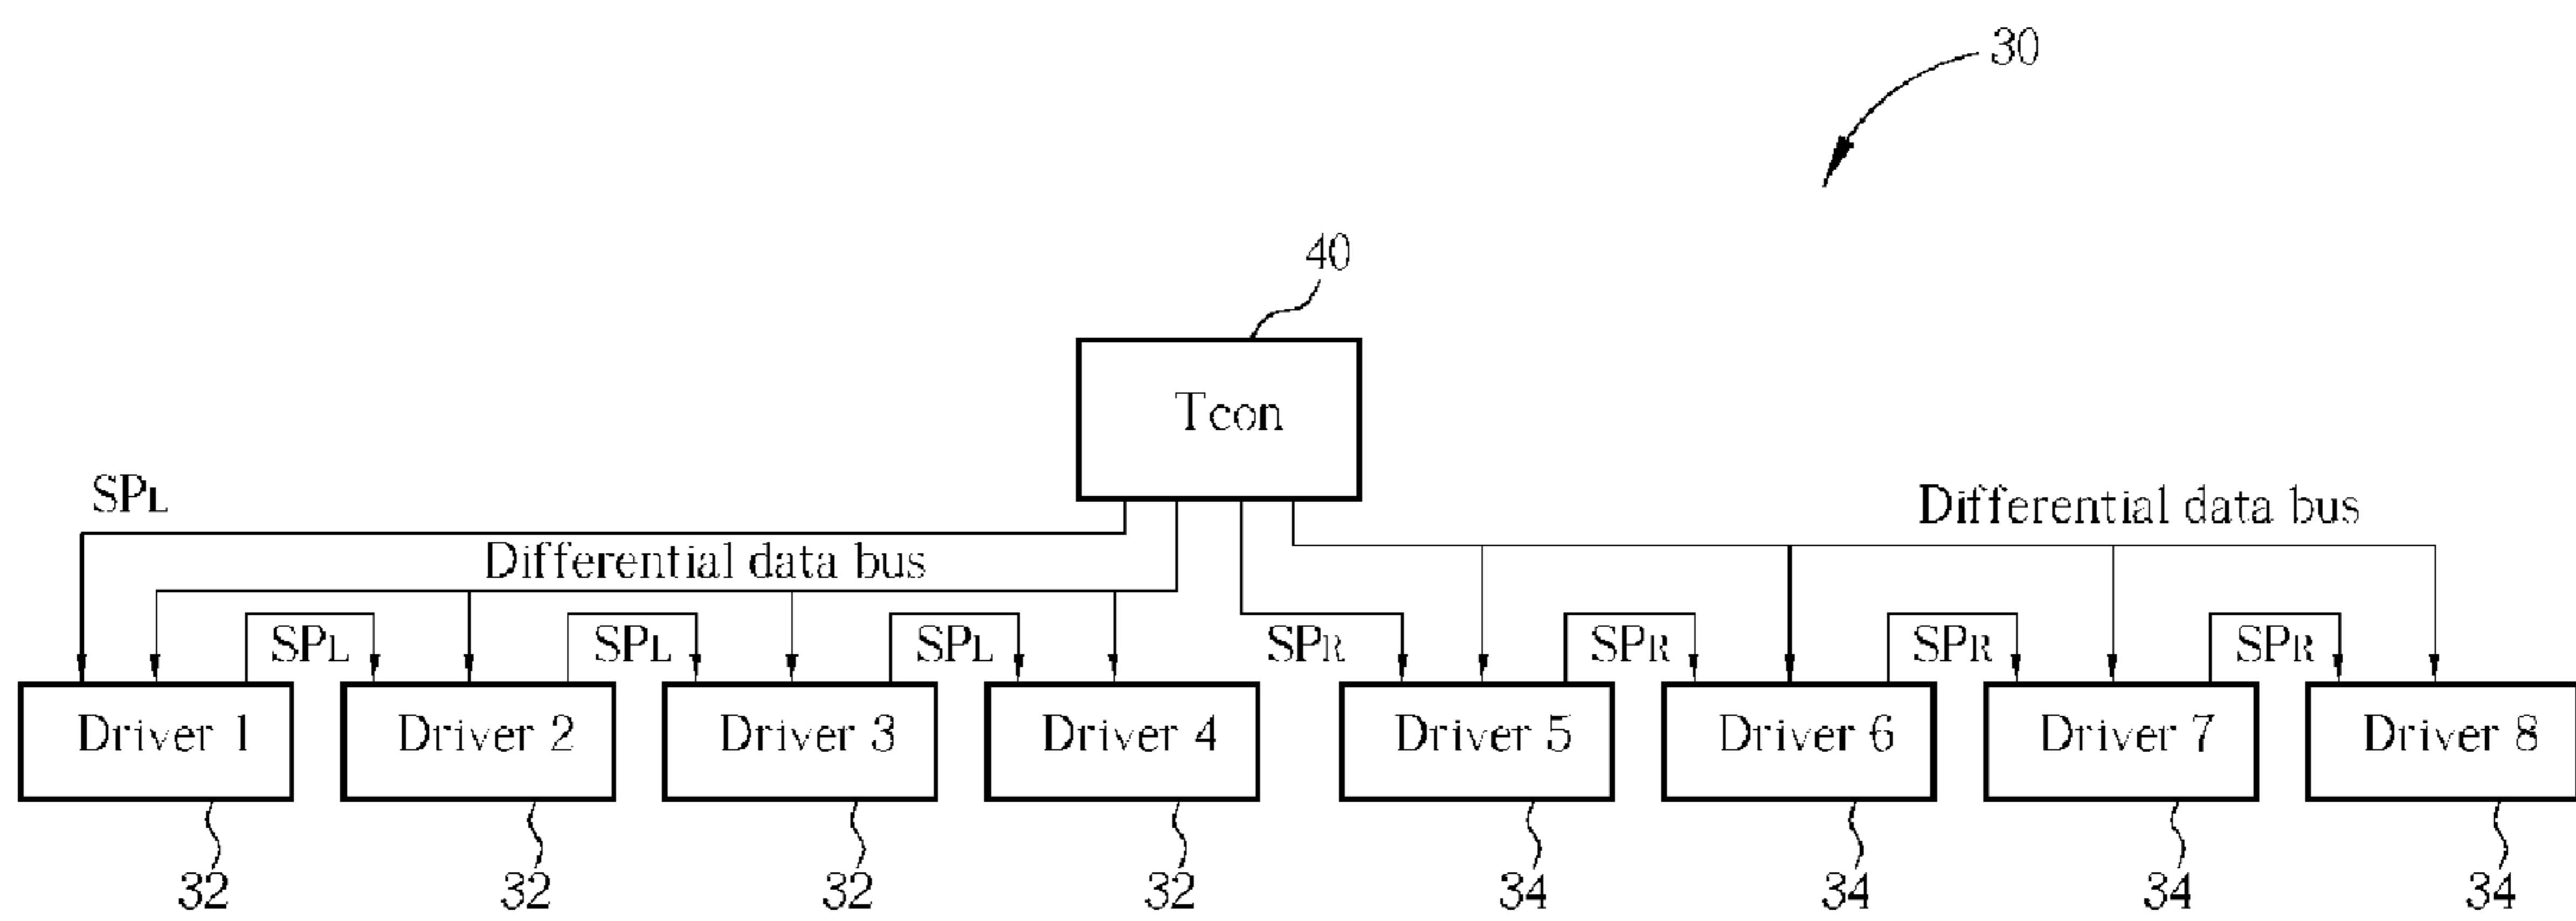 30
40
Tcon
SPL
Differential data bus
Differential data bus
SPL SPL SPL SPR SPR SPR SPR
Driver 1 Driver 2 Driver 3 Driver 4 Driver 5 Driver 6 Driver 7 Driver 8
32 32 32 32 34 34 34 34